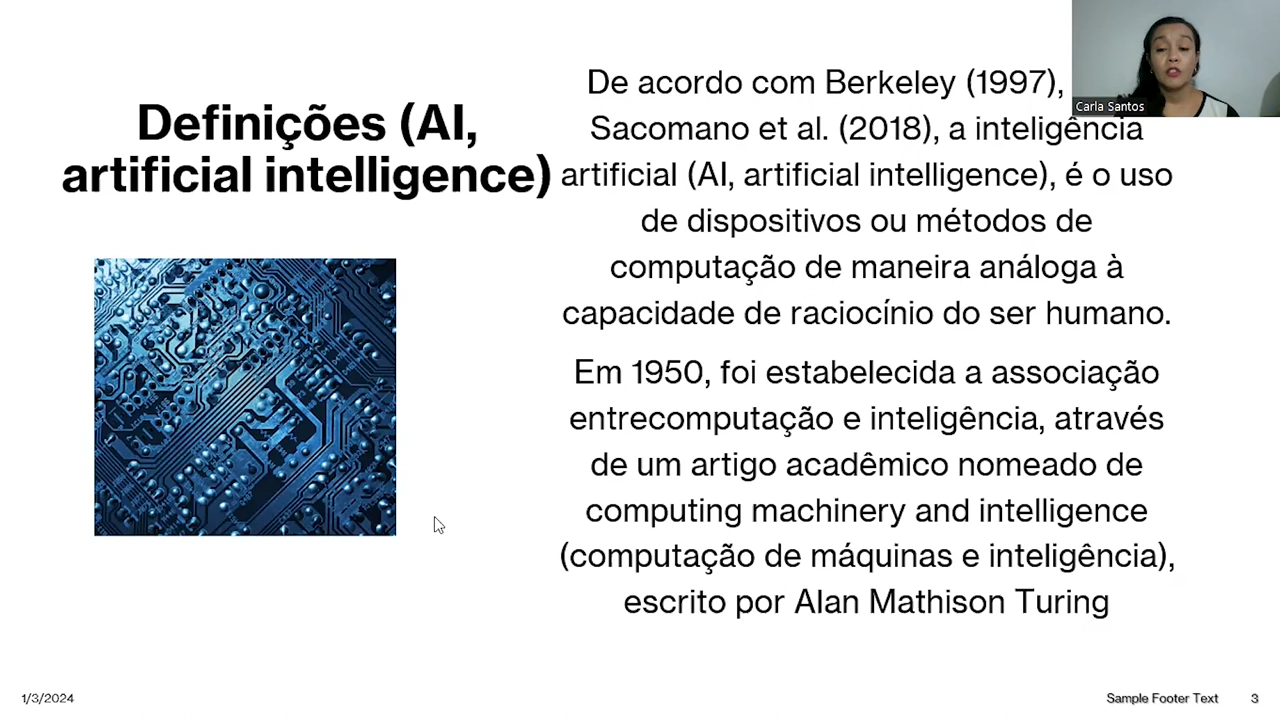 Definições (AI,
artificial intelligence)
De acordo com Berkeley (1997),
Sacomano et al. (2018), a inteligência
artificial (AI, artificial intelligence), é o uso
de dispositivos ou métodos de
computação de maneira análoga à
capacidade de raciocínio do ser humano.
Em 1950, foi estabelecida a associação
entrecomputação e inteligência, através
de um artigo acadêmico nomeado de
computing machinery and intelligence
(computação de máquinas e inteligência),
escrito por Alan Mathison Turing
Carla Santos
1/3/2024
Sample Footer Text
3